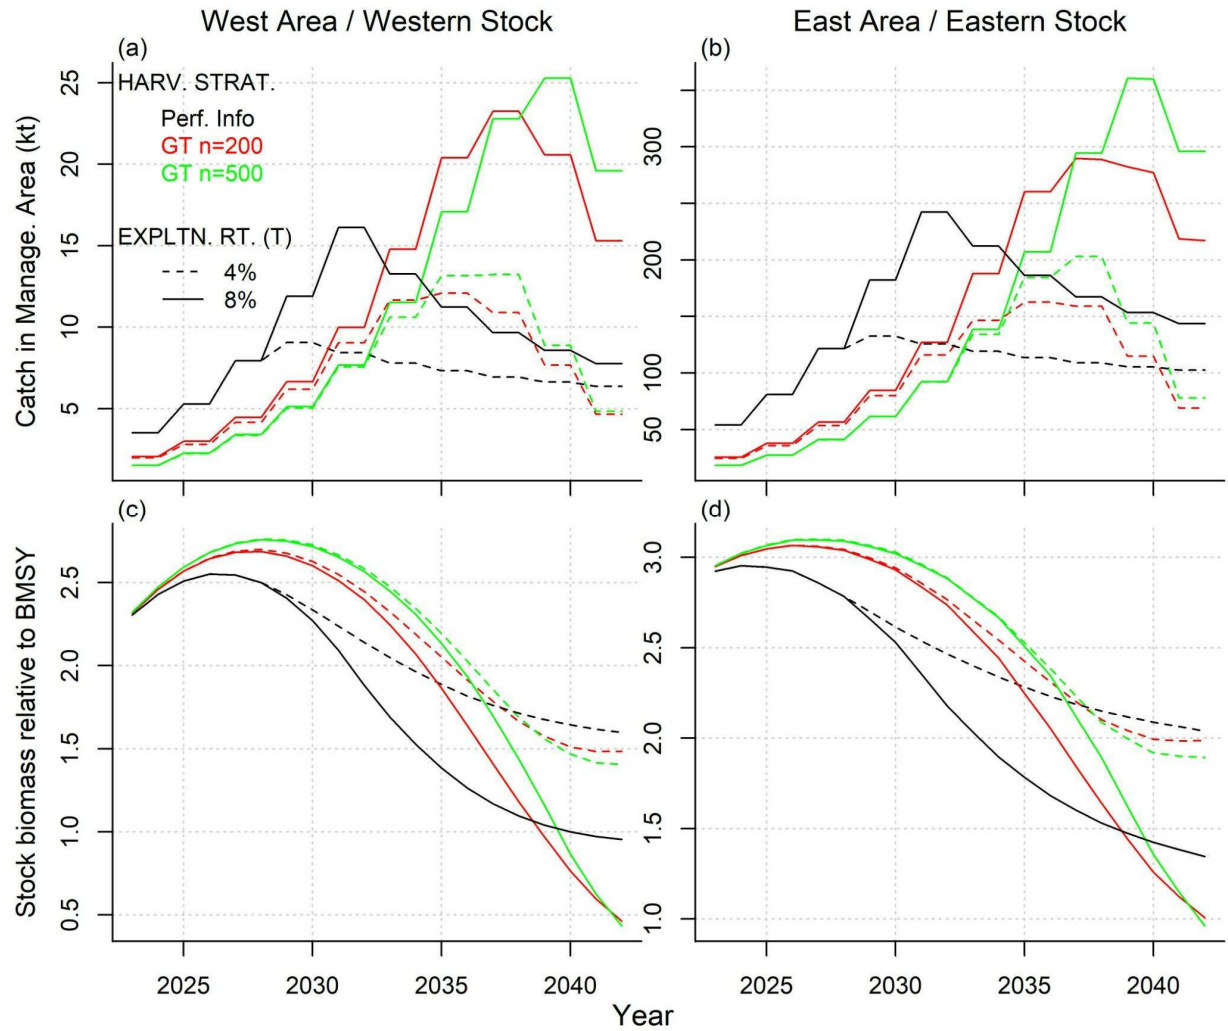 West Area / Western Stock
East Area / Eastern Stock
(a)
(b)
HARV. STRAT.
Perf. Info
GT n=200
GT n=500
EXPLTN. RT. (T)
4%
8%
Catch in Manage. Area (kt)
25
20
15
10
5
300
200
100
50
(c)
(d)
Stock biomass relative to BMSY
2.5
2.0
1.5
1.0
0.5
3.0
2.5
2.0
1.5
1.0
2025
2030
2035
2040
2025
2030
2035
2040
Year